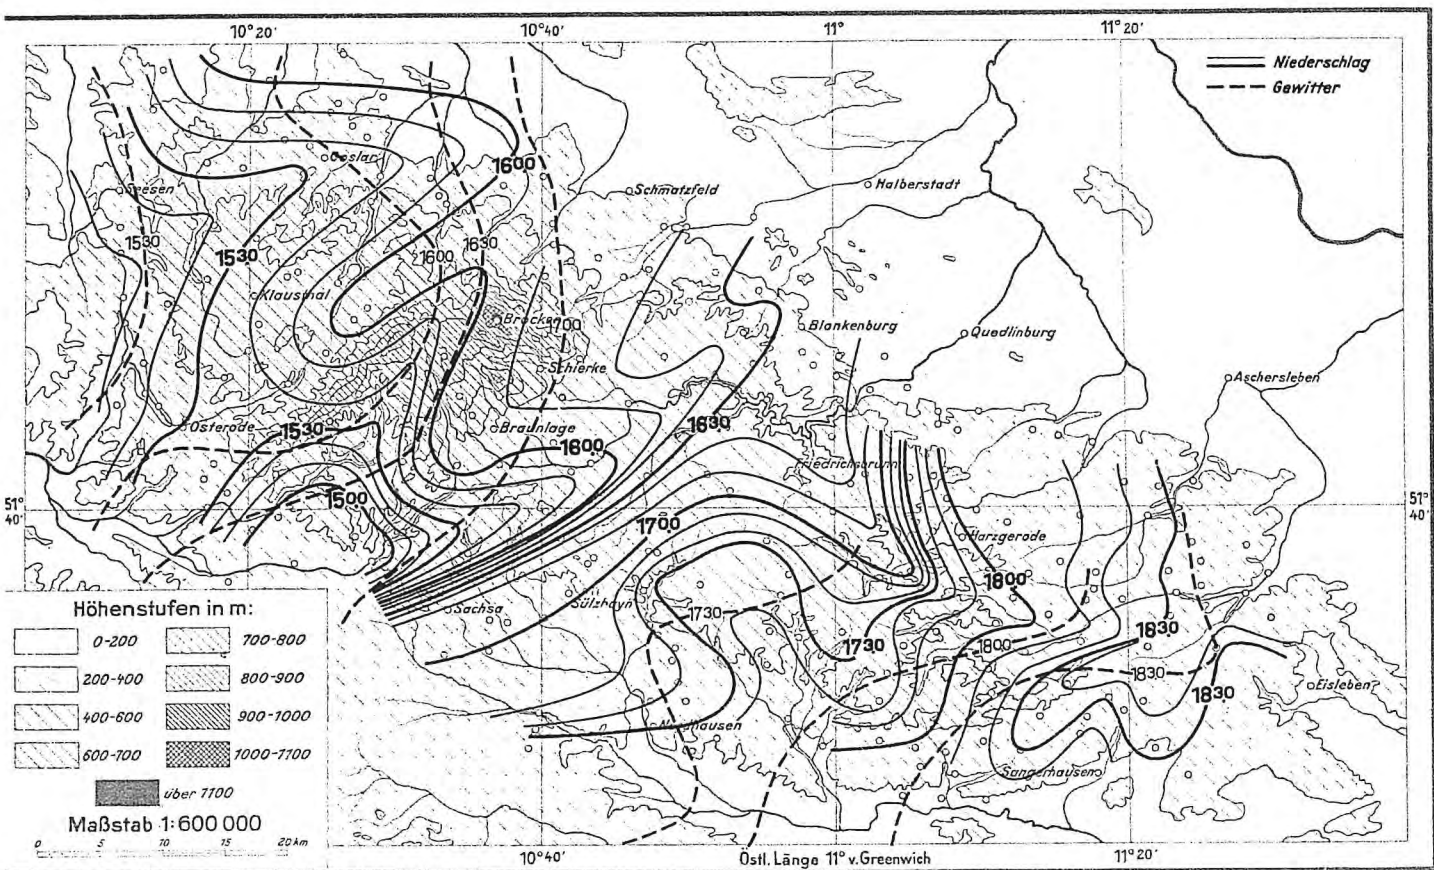 10°20' 10°40' 11° 11°20'
Niederschlag
Gewitter
Goslar
1600
Seesen
Schmatzfeld
Halberstadt
1530
1530
1600
1630
Klausthal
Brocken
1700
Blankenburg
Quedlinburg
Schierke
Aschersleben
Osterode
1530
Braunlage
1600
1630
Friedrichsbrunn
1500
51°
40'
1700
51°
40'
Harzgerode
1800
Sachsa
Sülzhayn
1730
1730
1800
1830
1830
1830
Eisleben
Nordhausen
Sangerhausen
Höhenstufen in m:
0-200
700-800
200-400
800-900
400-600
900-1000
600-700
1000-1100
über 1100
Maßstab 1:600 000
0 5 10 15 20 km
10°40' Östl. Länge 11° v. Greenwich 11°20'